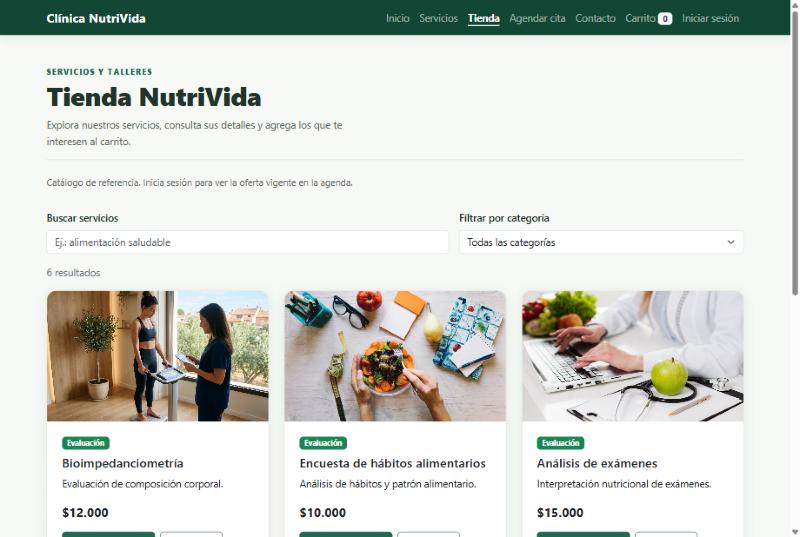 Clínica NutriVida
Inicio Servicios Tienda Agendar cita Contacto Carrito 0 Iniciar sesión
SERVICIOS Y TALLERES
Tienda NutriVida
Explora nuestros servicios, consulta sus detalles y agrega los que te
interesen al carrito.
Catálogo de referencia. Inicia sesión para ver la oferta vigente en la agenda.
Buscar servicios
Filtrar por categoría
Ej.: alimentación saludable
Todas las categorías
6 resultados
Evaluación
Bioimpedanciometría
Evaluación de composición corporal.
$12.000
Evaluación
Encuesta de hábitos alimentarios
Análisis de hábitos y patrón alimentario.
$10.000
Evaluación
Análisis de exámenes
Interpretación nutricional de exámenes.
$15.000